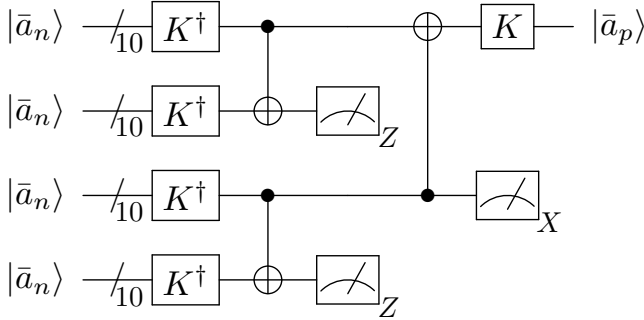 |ā_n⟩ 10 K† K |ā_p⟩
|ā_n⟩ 10 K† Z
|ā_n⟩ 10 K† X
|ā_n⟩ 10 K† Z